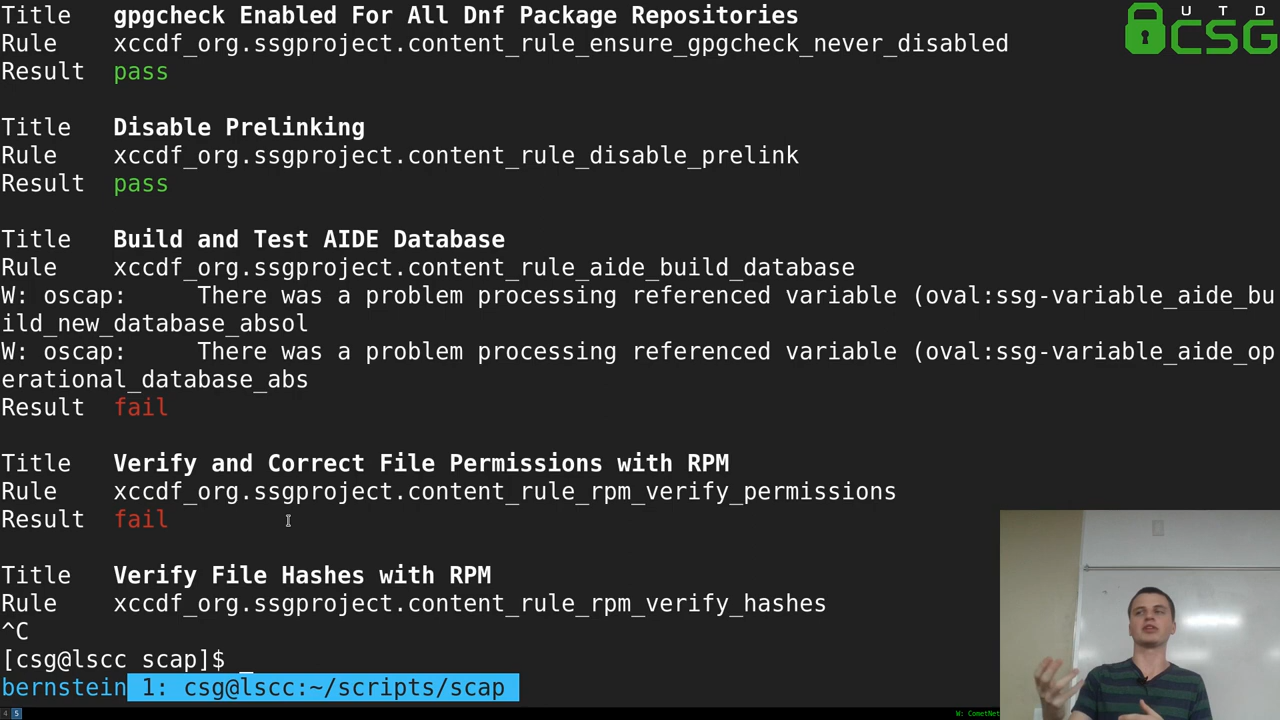 Title   gpgcheck Enabled For All Dnf Package Repositories
Rule    xccdf_org.ssgproject.content_rule_ensure_gpgcheck_never_disabled
Result  pass
Title   Disable Prelinking
Rule    xccdf_org.ssgproject.content_rule_disable_prelink
Result  pass
Title   Build and Test AIDE Database
Rule    xccdf_org.ssgproject.content_rule_aide_build_database
W: oscap:     There was a problem processing referenced variable (oval:ssg-variable_aide_bu
ild_new_database_absol
W: oscap:     There was a problem processing referenced variable (oval:ssg-variable_aide_op
erational_database_abs
Result  fail
Title   Verify and Correct File Permissions with RPM
Rule    xccdf_org.ssgproject.content_rule_rpm_verify_permissions
Result  fail
Title   Verify File Hashes with RPM
Rule    xccdf_org.ssgproject.content_rule_rpm_verify_hashes
^C
[csg@lscc scap]$ _
bernstein 1: csg@lscc:~/scripts/scap
4 5
W: CometNet
UTD
CSG